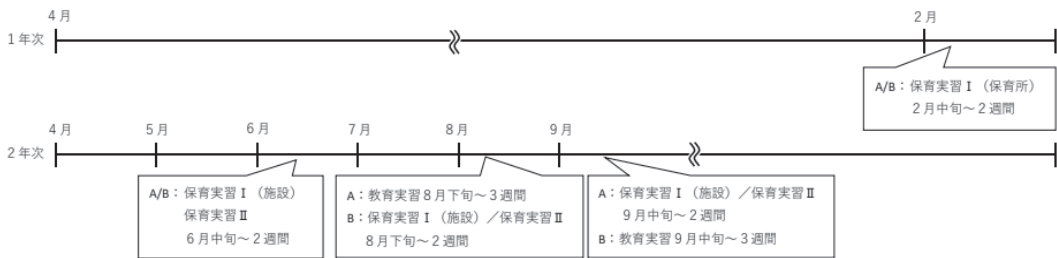 4月
2月
1年次
A/B：保育実習Ⅰ（保育所）
2月中旬～2週間
4月
5月
6月
7月
8月
9月
2年次
A/B：保育実習Ⅰ（施設）
保育実習Ⅱ
6月中旬～2週間
A：教育実習8月下旬～3週間
B：保育実習Ⅰ（施設）／保育実習Ⅱ
8月下旬～2週間
A：保育実習Ⅰ（施設）／保育実習Ⅱ
9月中旬～2週間
B：教育実習9月中旬～3週間